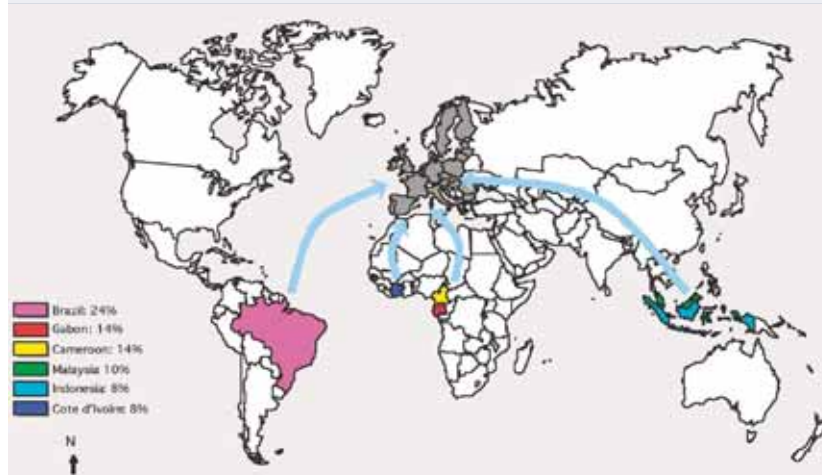 Brazil: 24%
Gabon: 14%
Cameroon: 14%
Malaysia: 10%
Indonesia: 8%
Cote d'Ivoire: 8%
N